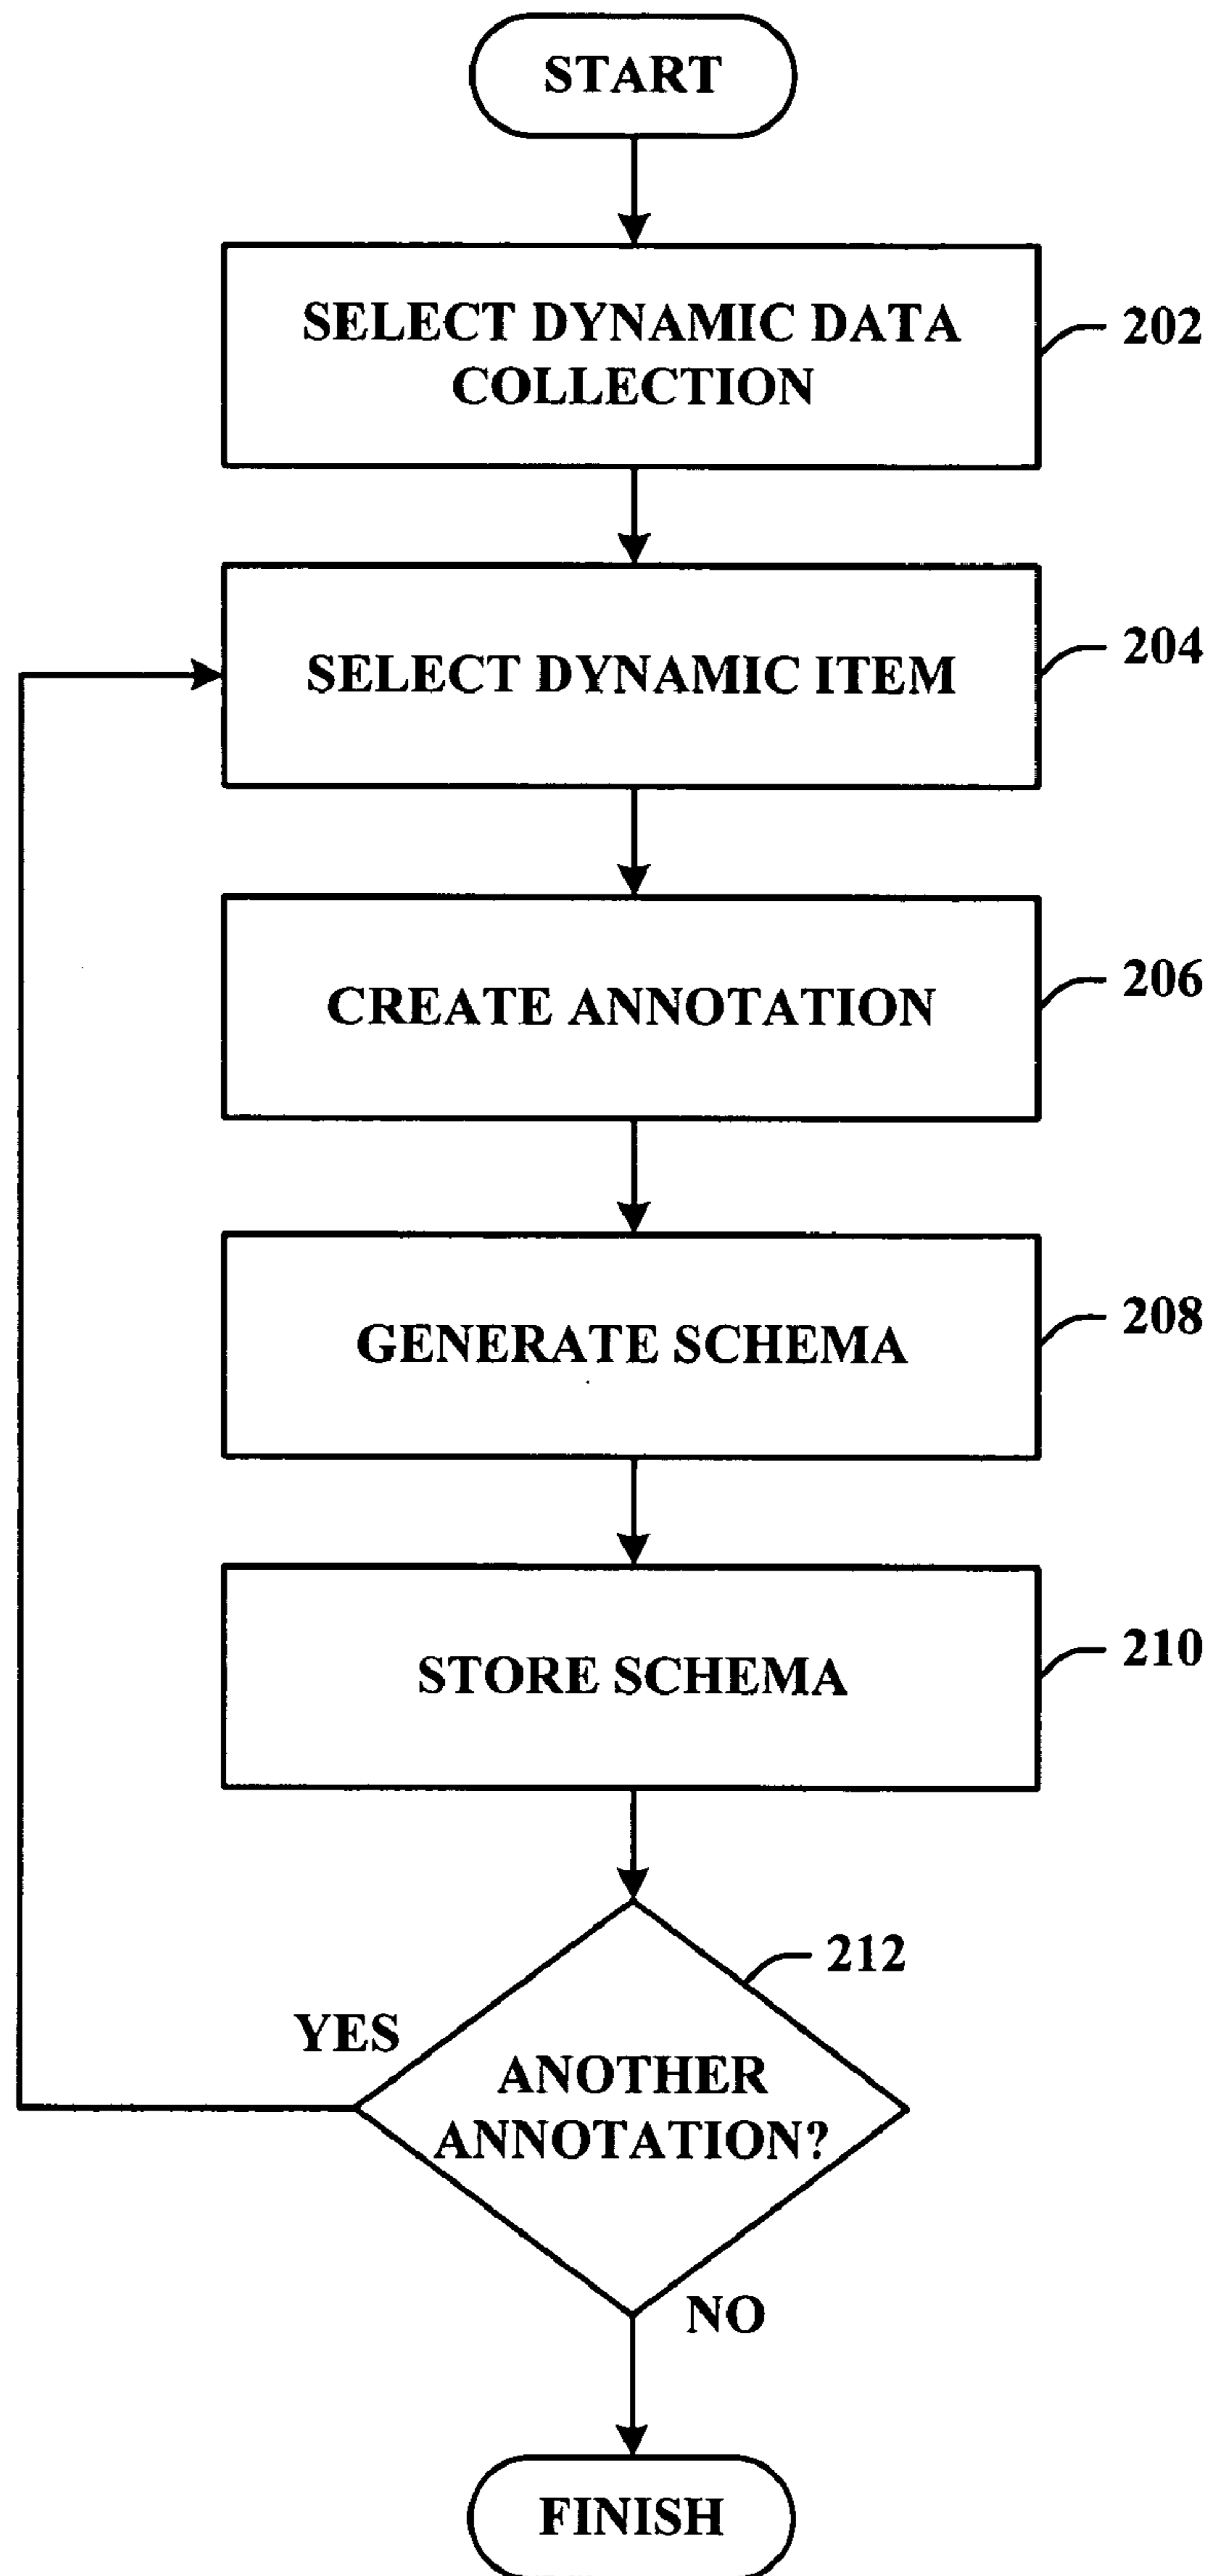 START
SELECT DYNAMIC DATA
COLLECTION
202
SELECT DYNAMIC ITEM
204
CREATE ANNOTATION
206
GENERATE SCHEMA
208
STORE SCHEMA
210
212
YES
ANOTHER
ANNOTATION?
NO
FINISH